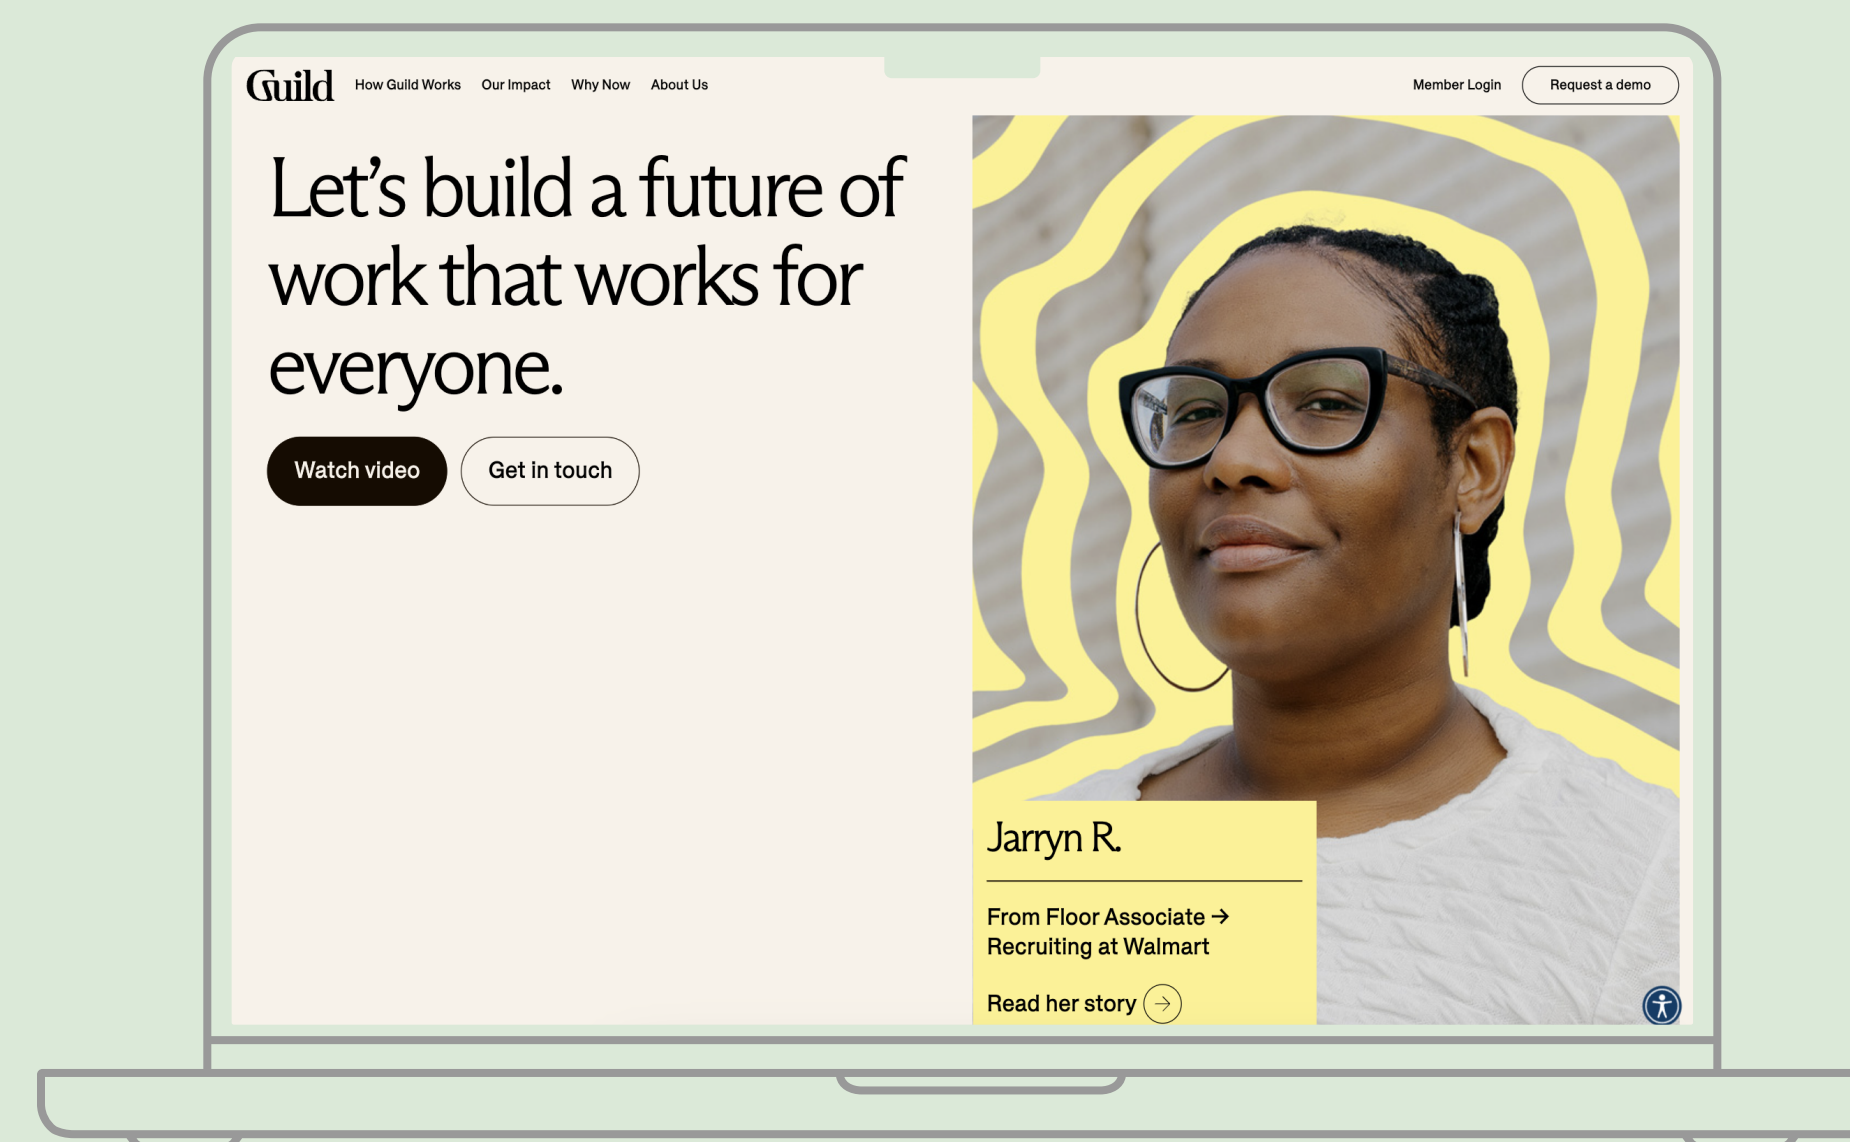 Guild
How Guild Works
Our Impact
Why Now
About Us
Member Login
Request a demo
Let’s build a future of
work that works for
everyone.
Watch video
Get in touch
Jarryn R.
From Floor Associate →
Recruiting at Walmart
Read her story